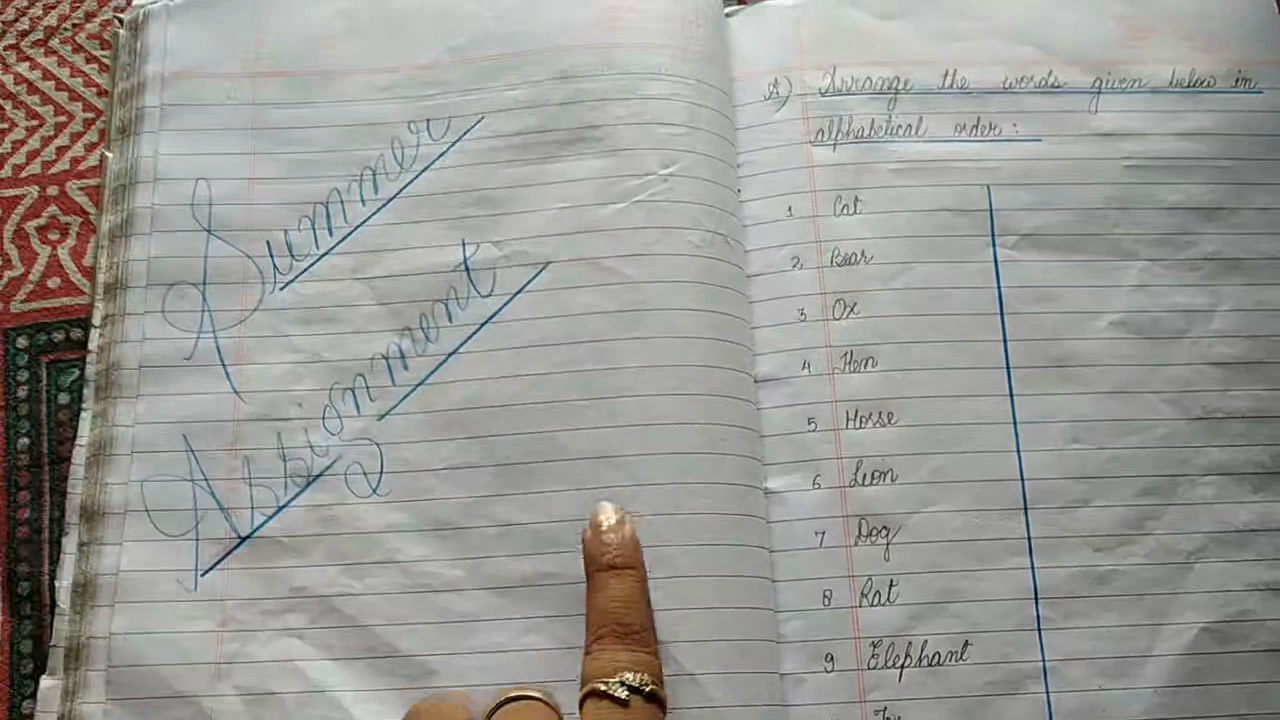 Summer
Assignment
A) Arrange the words given below in
alphabetical order:
1 Cat
2 Bear
3 Ox
4 Hen
5 Horse
6 Lion
7 Dog
8 Rat
9 Elephant